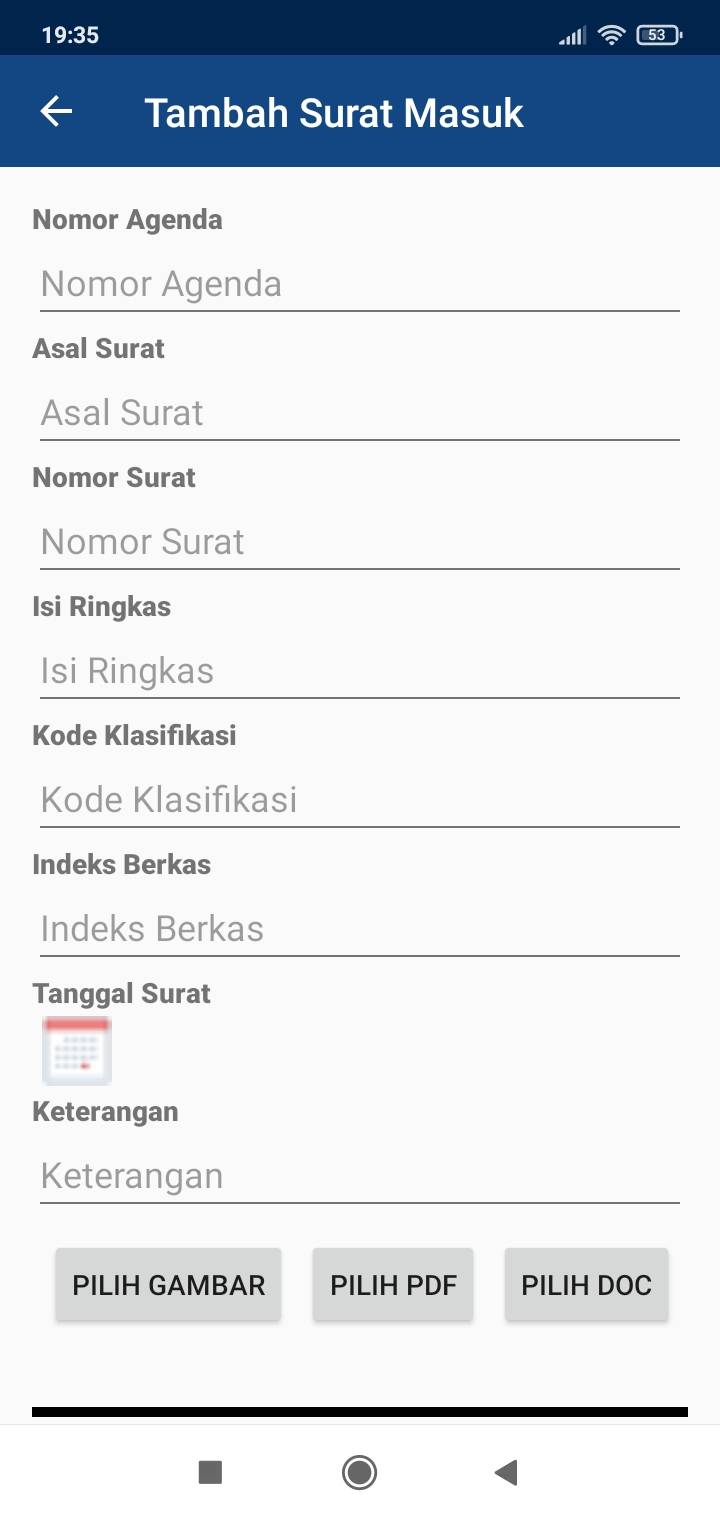 19:35
53
Tambah Surat Masuk
Nomor Agenda
Nomor Agenda
Asal Surat
Asal Surat
Nomor Surat
Nomor Surat
Isi Ringkas
Isi Ringkas
Kode Klasifikasi
Kode Klasifikasi
Indeks Berkas
Indeks Berkas
Tanggal Surat
Keterangan
Keterangan
PILIH GAMBAR PILIH PDF PILIH DOC